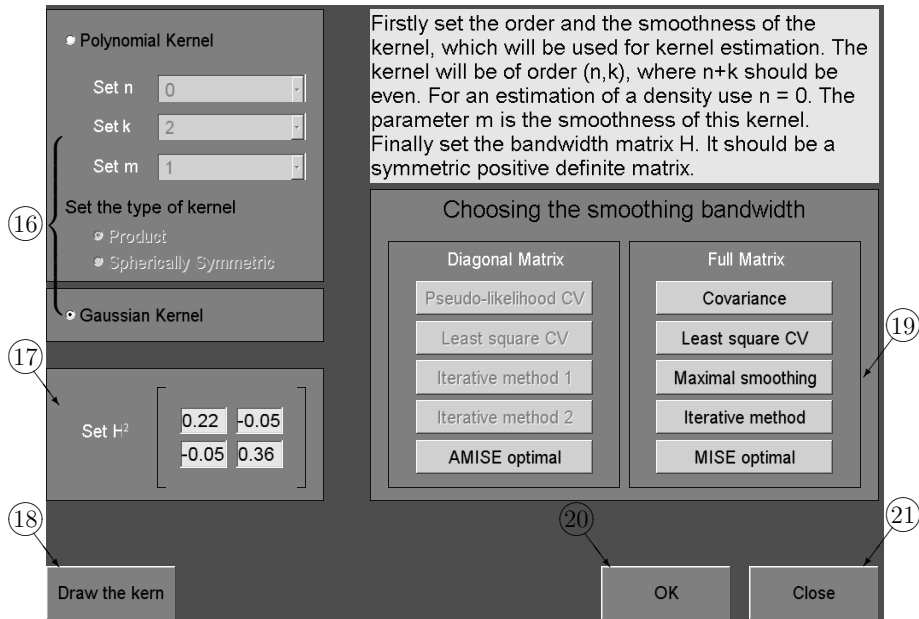 Polynomial Kernel
Set n 0
Set k 2
Set m 1
Set the type of kernel
Product
Spherically Symmetric
16
Gaussian Kernel
17
Set H²
0.22 -0.05
-0.05 0.36
18
Draw the kern
Firstly set the order and the smoothness of the
kernel, which will be used for kernel estimation. The
kernel will be of order (n,k), where n+k should be
even. For an estimation of a density use n = 0. The
parameter m is the smoothness of this kernel.
Finally set the bandwidth matrix H. It should be a
symmetric positive definite matrix.
Choosing the smoothing bandwidth
Diagonal Matrix
Pseudo-likelihood CV
Least square CV
Iterative method 1
Iterative method 2
AMISE optimal
Full Matrix
Covariance
Least square CV
Maximal smoothing
Iterative method
MISE optimal
19
20
21
OK
Close